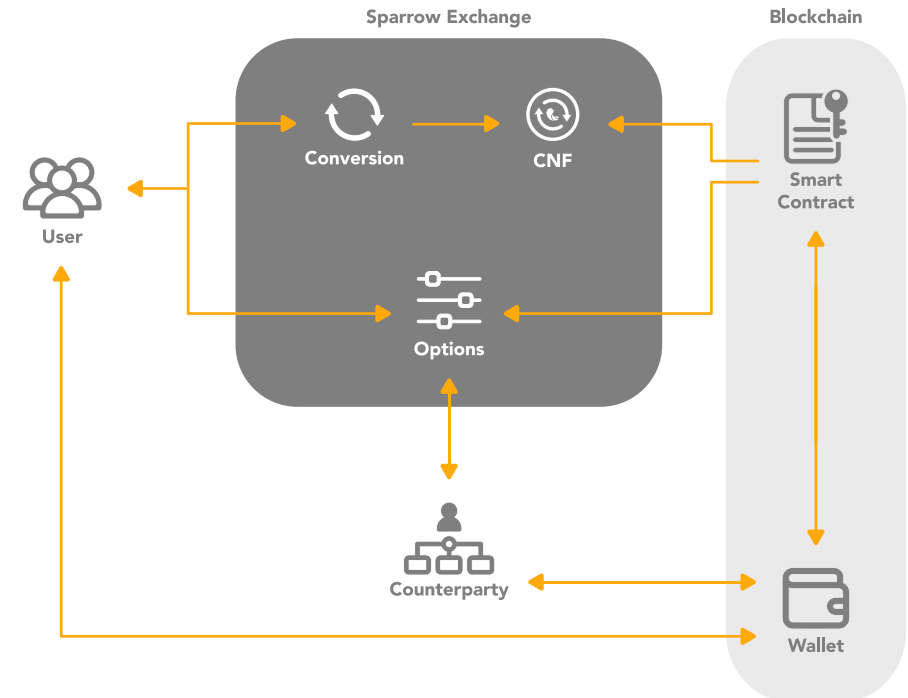 Sparrow Exchange
Blockchain
Conversion
CNF
Smart
Contract
User
Options
Counterparty
Wallet